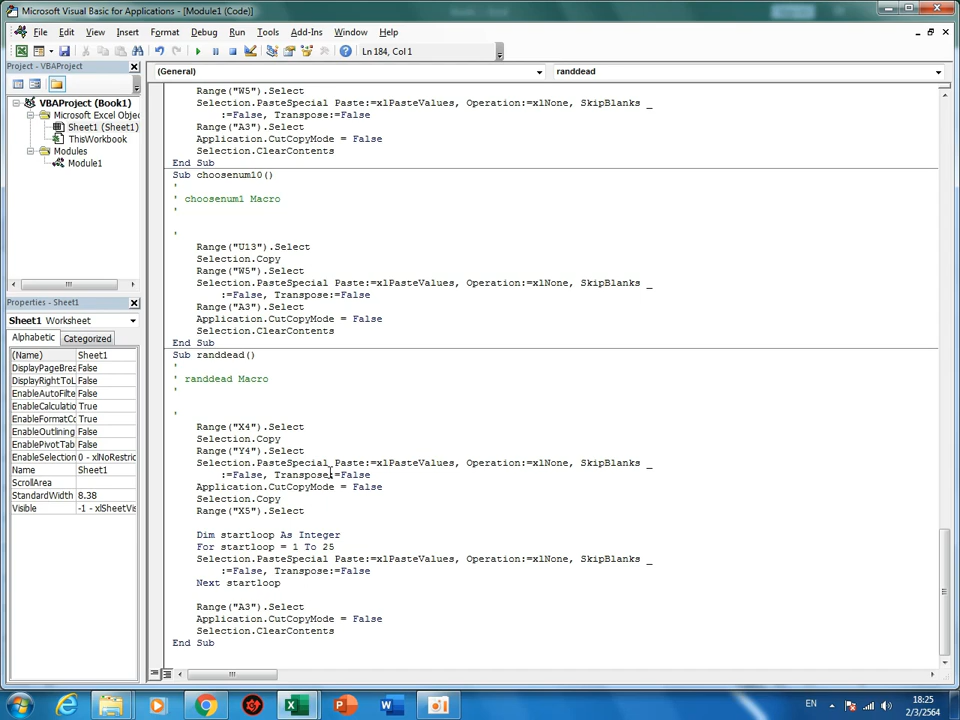 Microsoft Visual Basic for Applications - [Module1 (Code)]
File Edit View Insert Format Debug Run Tools Add-Ins Window Help
Ln 184, Col 1
Project - VBAProject
(General) randdead
VBAProject (Book1)
Microsoft Excel Objec
Sheet1 (Sheet1)
ThisWorkbook
Modules
Module1
Properties - Sheet1
Sheet1 Worksheet
Alphabetic Categorized
(Name) Sheet1
DisplayPageBrea False
DisplayRightToL False
EnableAutoFilte False
EnableCalculatio True
EnableFormatCo True
EnableOutlining False
EnablePivotTab False
EnableSelection 0 - xlNoRestric
Name Sheet1
ScrollArea
StandardWidth 8.38
Visible -1 - xlSheetVis
Range("W5").Select
Selection.PasteSpecial Paste:=xlPasteValues, Operation:=xlNone, SkipBlanks _
:=False, Transpose:=False
Range("A3").Select
Application.CutCopyMode = False
Selection.ClearContents
End Sub
Sub choosenum10()
'
' choosenum1 Macro
'
'
Range("U13").Select
Selection.Copy
Range("W5").Select
Selection.PasteSpecial Paste:=xlPasteValues, Operation:=xlNone, SkipBlanks _
:=False, Transpose:=False
Range("A3").Select
Application.CutCopyMode = False
Selection.ClearContents
End Sub
Sub randdead()
'
' randdead Macro
'
'
Range("X4").Select
Selection.Copy
Range("Y4").Select
Selection.PasteSpecial Paste:=xlPasteValues, Operation:=xlNone, SkipBlanks _
:=False, Transpose:=False
Application.CutCopyMode = False
Selection.Copy
Range("X5").Select
Dim startloop As Integer
For startloop = 1 To 25
Selection.PasteSpecial Paste:=xlPasteValues, Operation:=xlNone, SkipBlanks _
:=False, Transpose:=False
Next startloop
Range("A3").Select
Application.CutCopyMode = False
Selection.ClearContents
End Sub
EN
18:25
2/3/2564